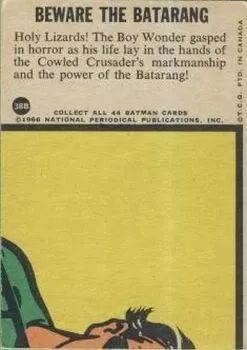 BEWARE THE BATARANG
Holy Lizards! The Boy Wonder gasped
in horror as his life lay in the hands of the
Cowled Crusader's markmanship
and the power of the Batarang!
38B
COLLECT ALL 44 BATMAN CARDS
©1966 NATIONAL PERIODICAL PUBLICATIONS, INC.
©T.C.G. PTD. IN CANADA